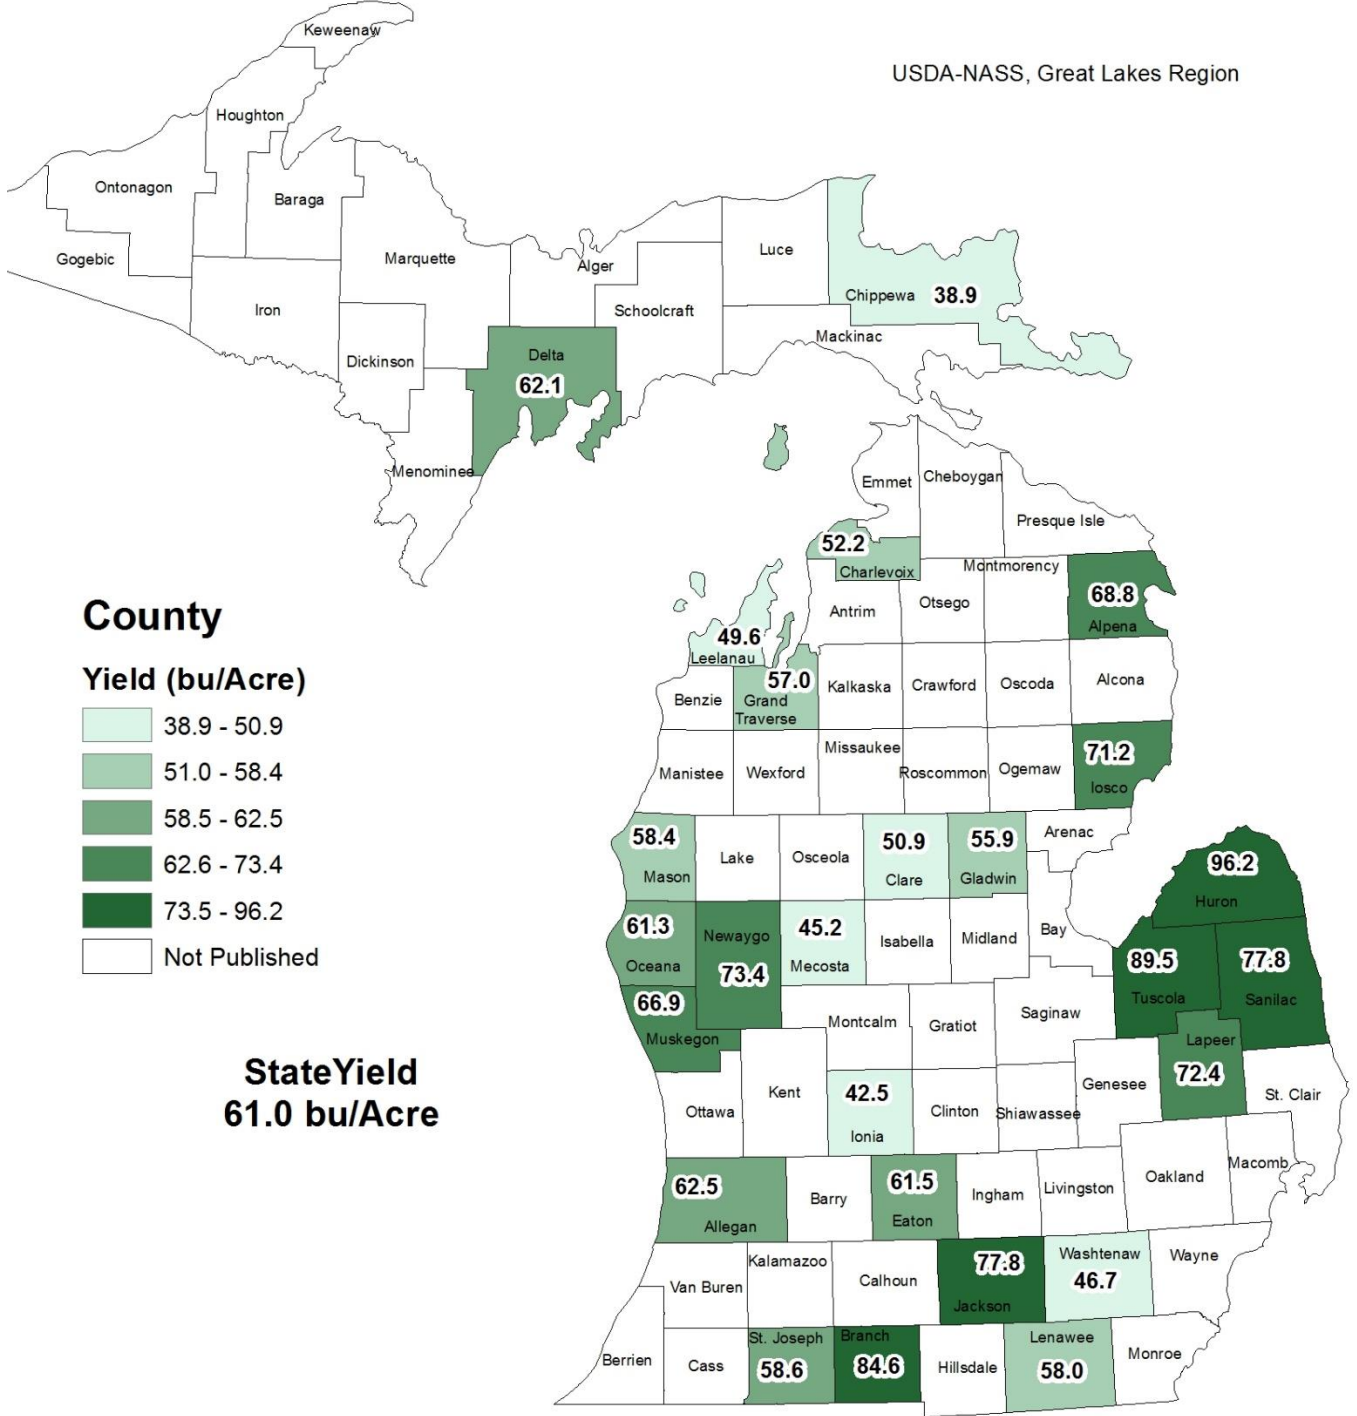 Keweenaw
USDA-NASS, Great Lakes Region
Houghton
Ontonagon
Baraga
Gogebic
Marquette
Alger
Luce
Iron
Schoolcraft
Chippewa 38.9
Mackinac
Dickinson
Delta
62.1
Menominee
Emmet
Cheboygan
Presque Isle
52.2
Charlevoix
Montmorency
68.8
Alpena
Antrim
Otsego
49.6
Leelanau
57.0
Grand
Traverse
Benzie
Kalkaska
Crawford
Oscoda
Alcona
Manistee
Wexford
Missaukee
Roscommon
Ogemaw
71.2
Iosco
County
Yield (bu/Acre)
38.9 - 50.9
51.0 - 58.4
58.5 - 62.5
62.6 - 73.4
73.5 - 96.2
Not Published
StateYield
61.0 bu/Acre
58.4
Mason
Lake
Osceola
50.9
Clare
55.9
Gladwin
Arenac
96.2
Huron
61.3
Oceana
Newaygo
73.4
45.2
Mecosta
Isabella
Midland
Bay
89.5
Tuscola
77.8
Sanilac
66.9
Muskegon
Montcalm
Gratiot
Saginaw
Lapeer
72.4
Ottawa
Kent
42.5
Ionia
Clinton
Shiawassee
Genesee
St. Clair
62.5
Allegan
Barry
61.5
Eaton
Ingham
Livingston
Oakland
Macomb
Van Buren
Kalamazoo
Calhoun
77.8
Jackson
Washtenaw
46.7
Wayne
Berrien
Cass
St. Joseph
58.6
Branch
84.6
Hillsdale
Lenawee
58.0
Monroe